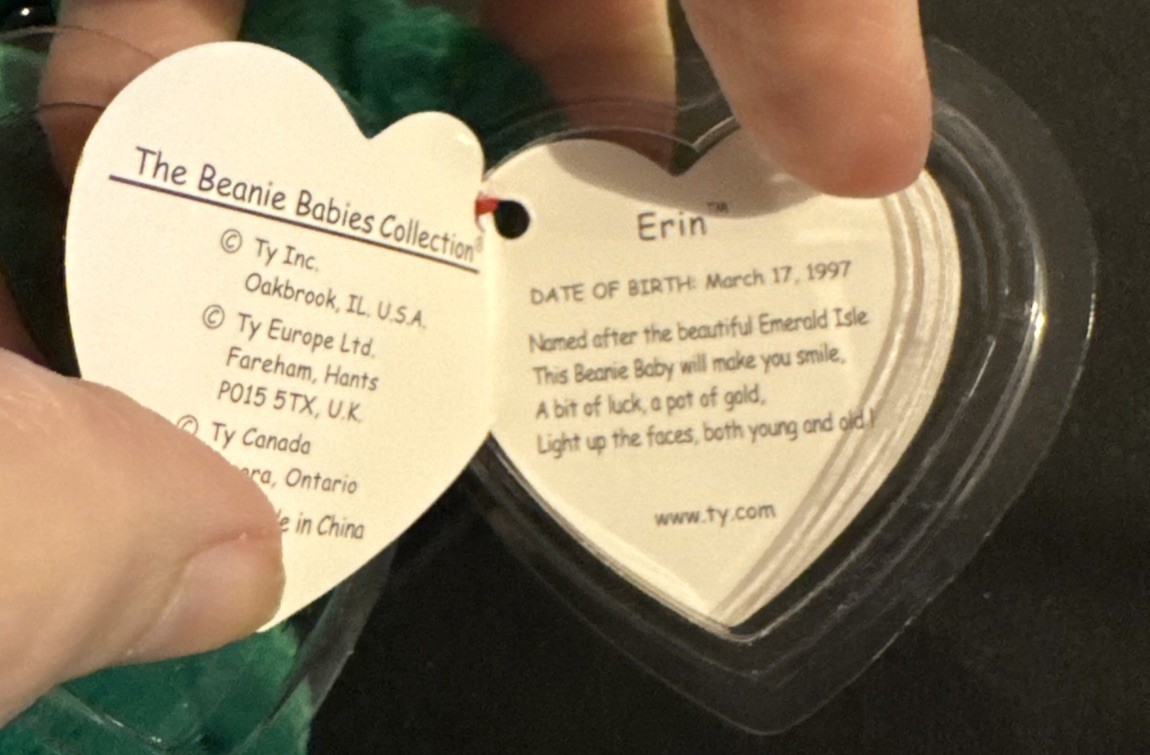 The Beanie Babies Collection®
© Ty Inc.
Oakbrook, IL. U.S.A.
© Ty Europe Ltd.
Fareham, Hants
PO15 5TX, U.K.
© Ty Canada
Ontario
in China
Erin™
DATE OF BIRTH: March 17, 1997
Named after the beautiful Emerald Isle
This Beanie Baby will make you smile,
A bit of luck, a pot of gold,
Light up the faces, both young and old!
www.ty.com